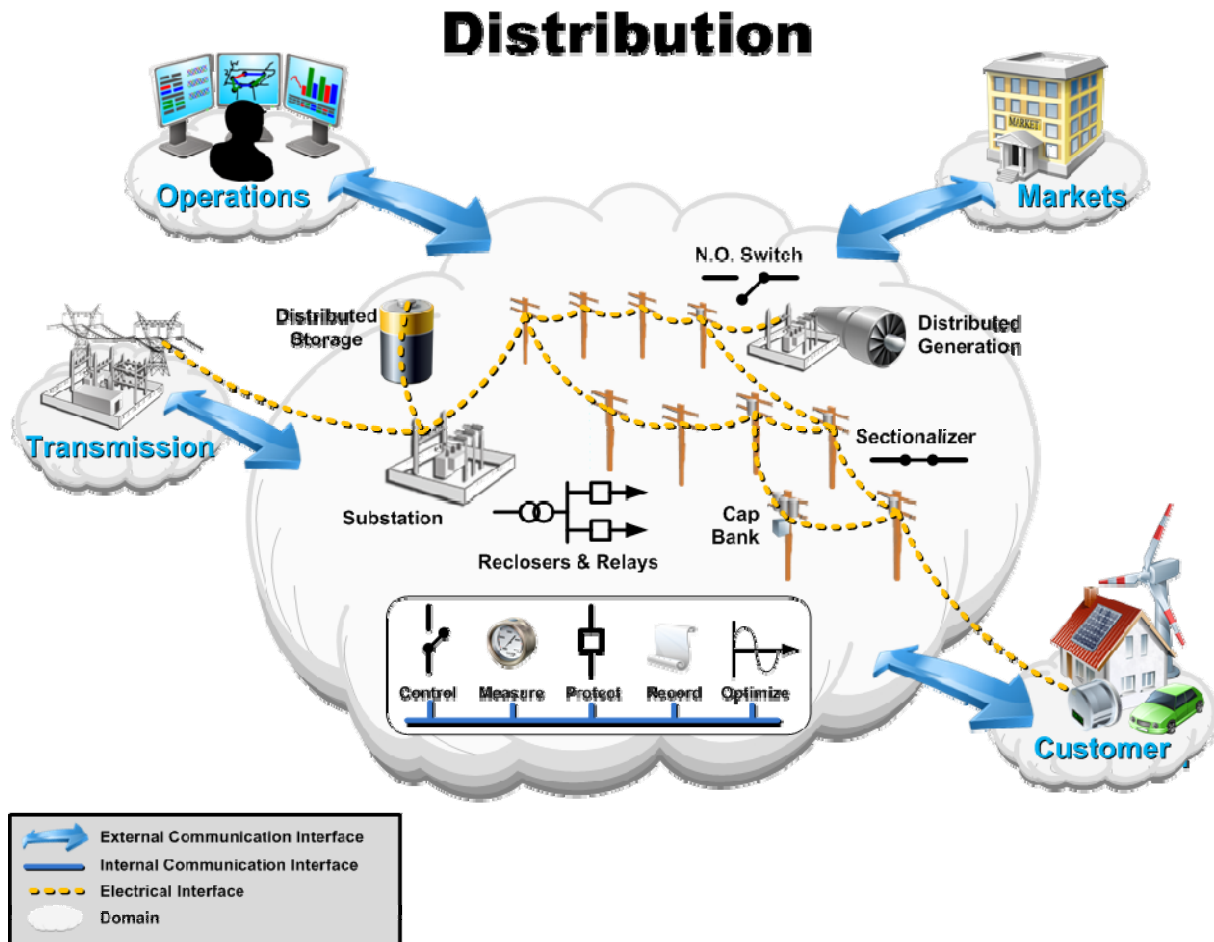 Distribution
Operations
MARKET
Markets
N.O. Switch
Distributed
Storage
Distributed
Generation
Transmission
Sectionalizer
Substation
Cap
Bank
Reclosers & Relays
Control
Measure
Protect
Record
Optimize
Customer
External Communication Interface
Internal Communication Interface
Electrical Interface
Domain